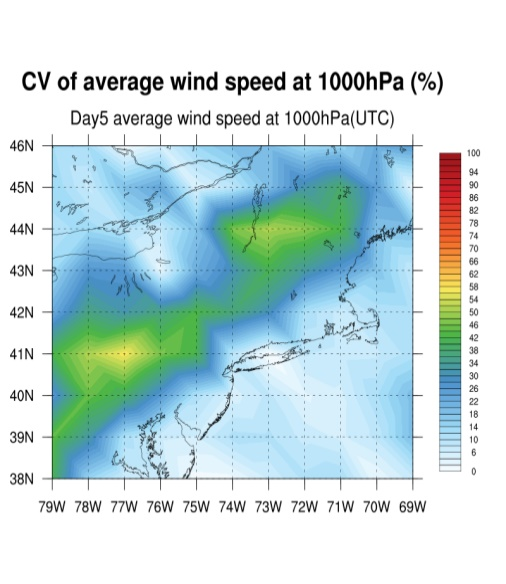 CV of average wind speed at 1000hPa (%)
Day5 average wind speed at 1000hPa(UTC)
46N
45N
44N
43N
42N
41N
40N
39N
38N
79W 78W 77W 76W 75W 74W 73W 72W 71W 70W 69W
100
94
90
86
82
78
74
70
66
62
58
54
50
46
42
38
34
30
26
22
18
14
10
6
0